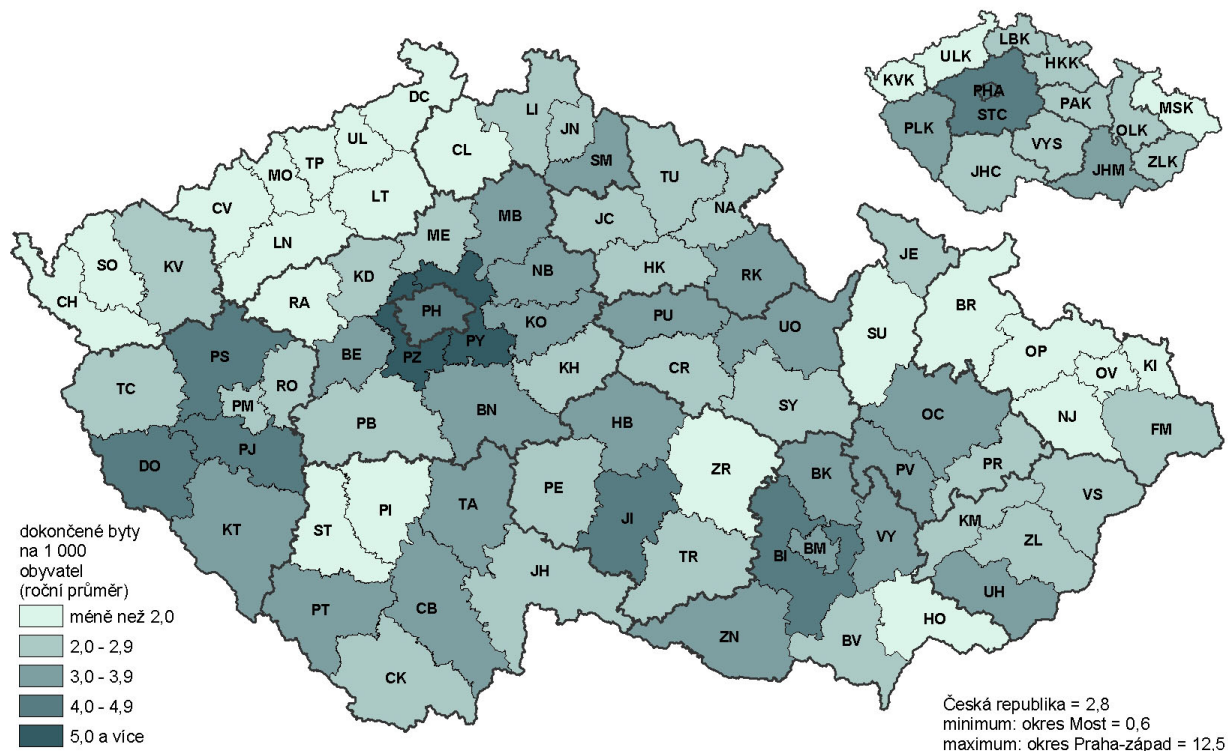 DC
LI
JN
SM
UL
CL
TP
MO
LT
CV
TU
NA
MB
JC
LN
ME
SO
KV
KD
NB
HK
RK
CH
RA
PH
KO
PU
UO
PS
BE
PZ
PY
TC
RO
PM
KH
CR
PB
BN
SY
HB
DO
PJ
ZR
PE
TA
ST
PI
KT
JI
BK
BI
BM
VY
TR
JH
PT
CB
ZN
CK
BV
HO
JE
SU
BR
OP
OV
KI
NJ
OC
FM
PV
PR
VS
KM
ZL
UH
LBK
ULK
HKK
KVK
PHA
STC
PAK
MSK
PLK
OLK
VYS
JHC
JHM
ZLK
dokončené byty
na 1 000
obyvatel
(roční průměr)
méně než 2,0
2,0 - 2,9
3,0 - 3,9
4,0 - 4,9
5,0 a více
Česká republika = 2,8
minimum: okres Most = 0,6
maximum: okres Praha-západ = 12,5